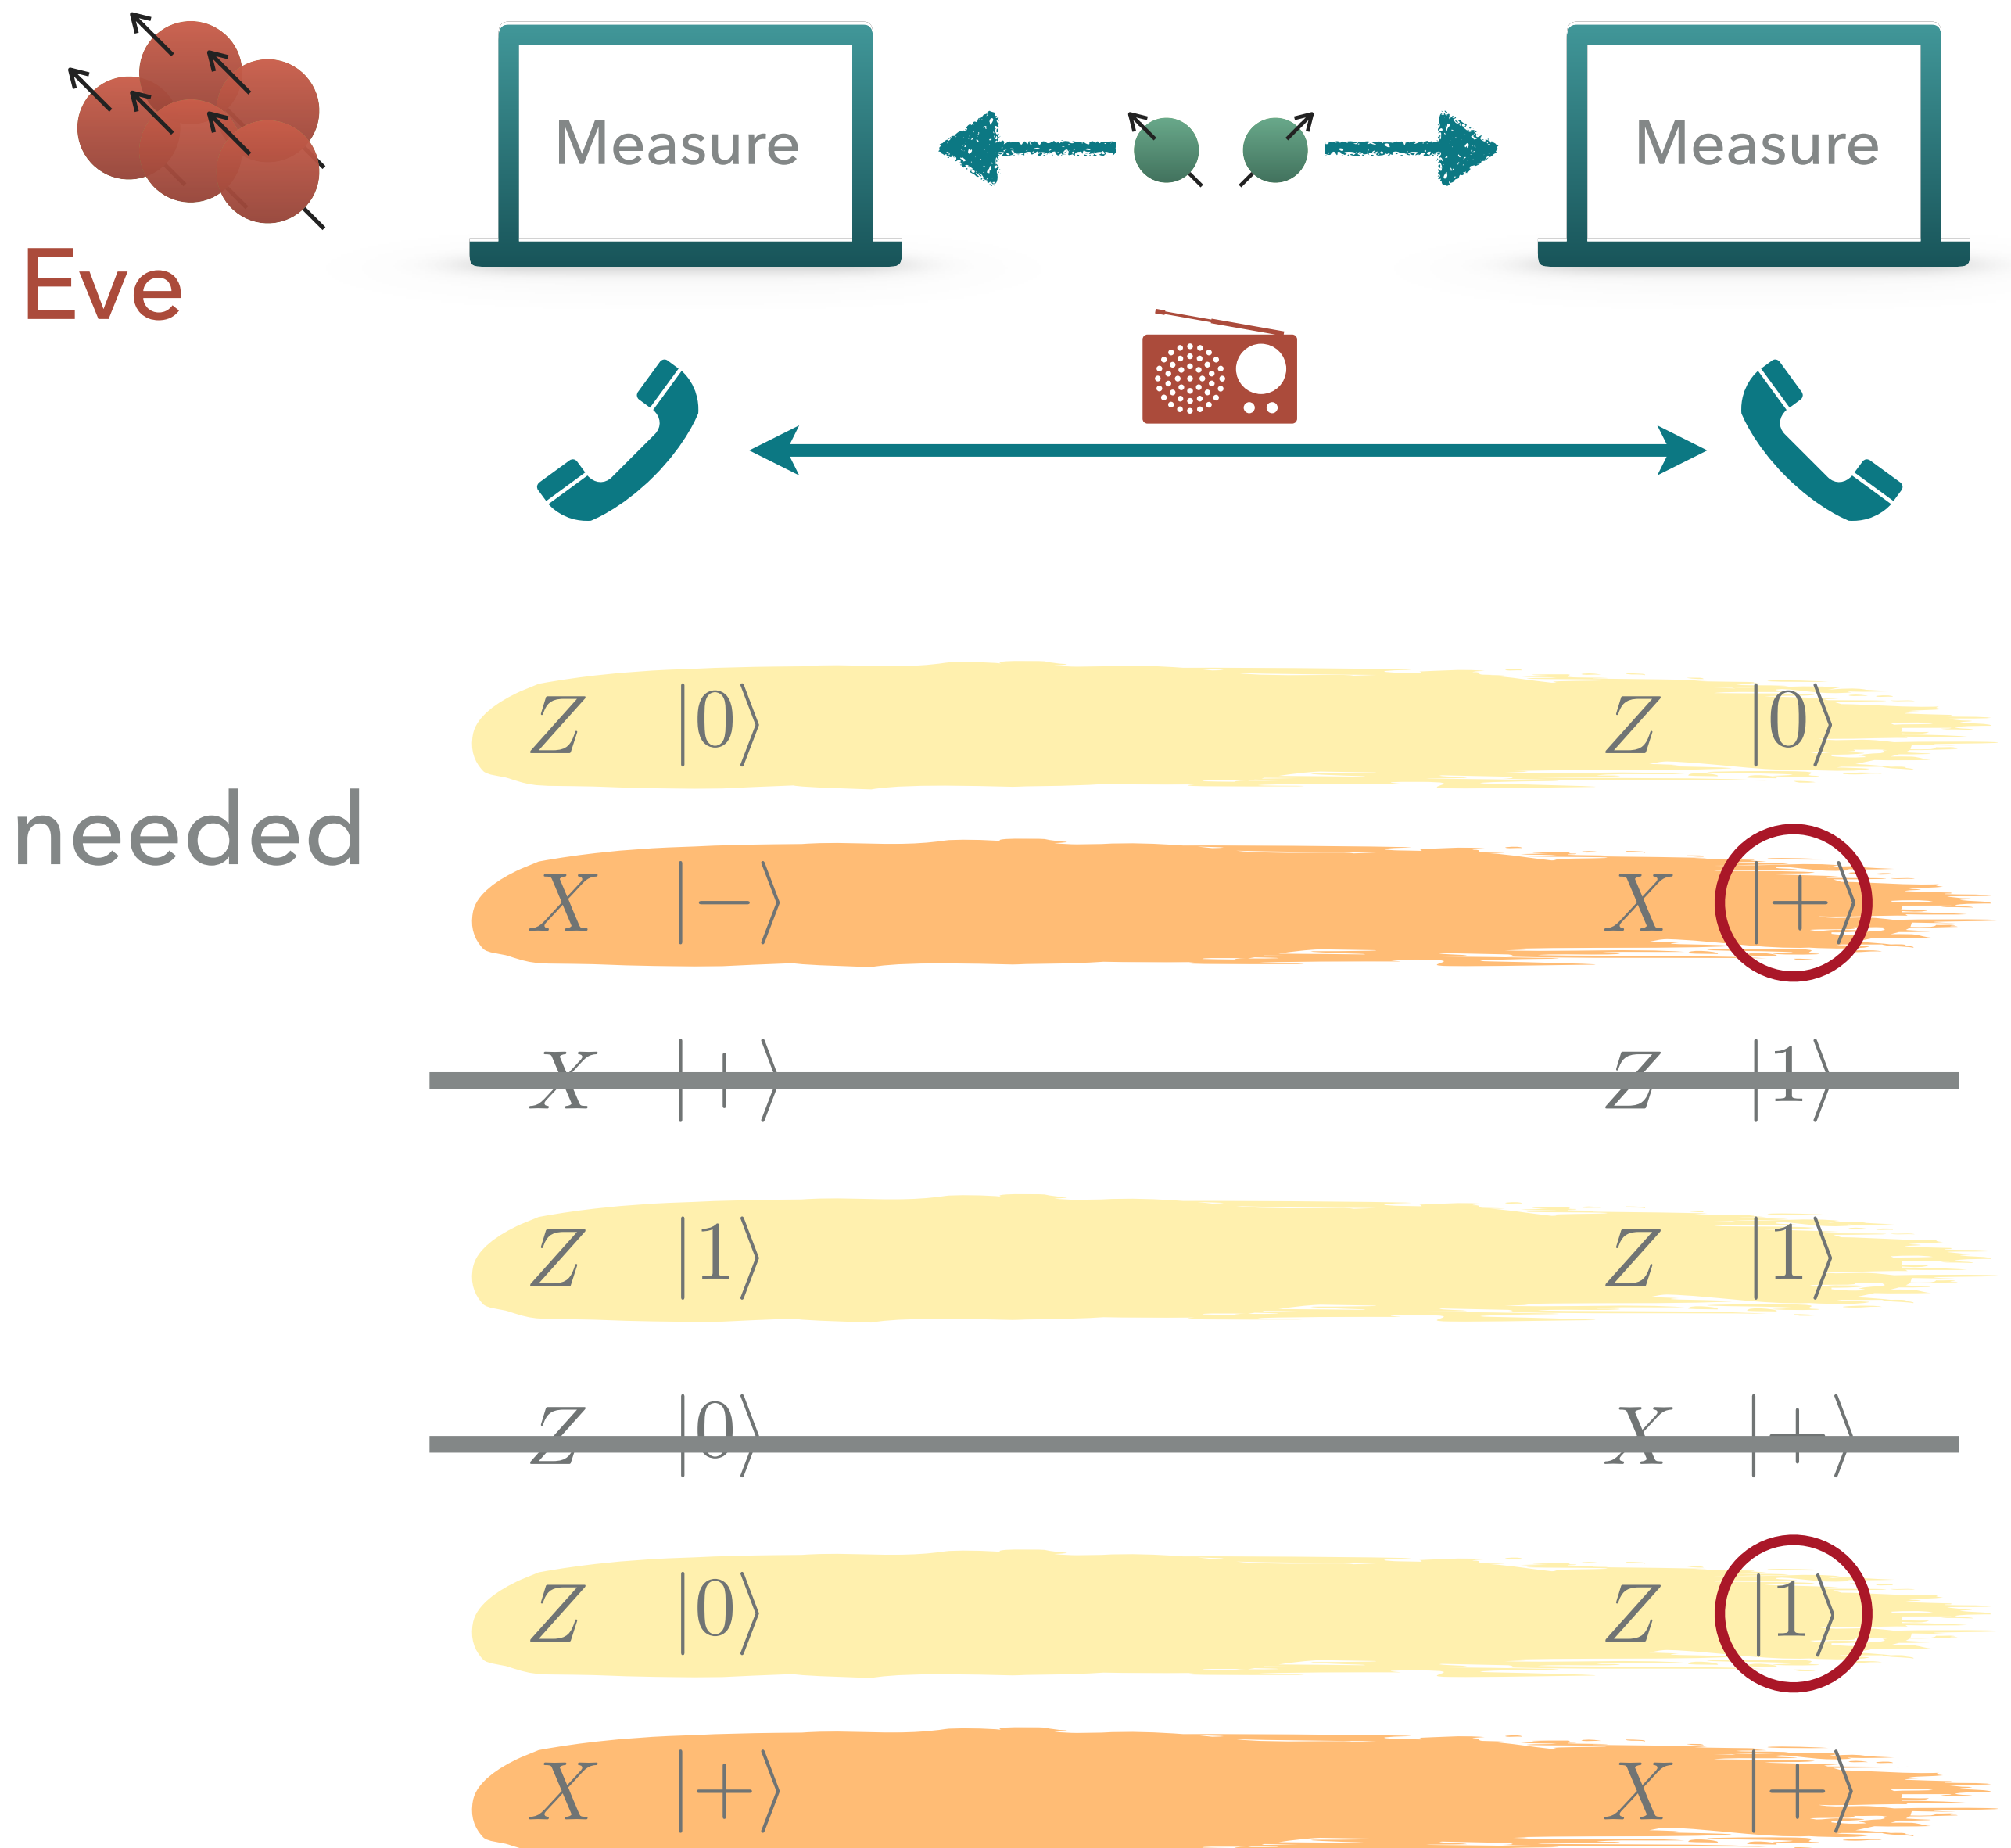 Measure Measure
Eve
Z |0⟩ Z |0⟩
needed
X |−⟩ X |+⟩
X |+⟩ Z |1⟩
Z |1⟩ Z |1⟩
Z |0⟩ X |+⟩
Z |0⟩ Z |1⟩
X |+⟩ X |+⟩